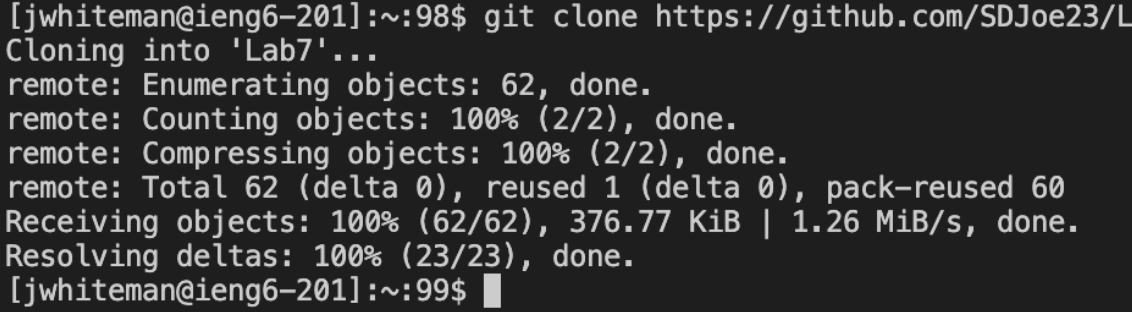 [jwhiteman@ieng6-201]:~:98$ git clone https://github.com/SDJoe23/L
Cloning into 'Lab7'...
remote: Enumerating objects: 62, done.
remote: Counting objects: 100% (2/2), done.
remote: Compressing objects: 100% (2/2), done.
remote: Total 62 (delta 0), reused 1 (delta 0), pack-reused 60
Receiving objects: 100% (62/62), 376.77 KiB | 1.26 MiB/s, done.
Resolving deltas: 100% (23/23), done.
[jwhiteman@ieng6-201]:~:99$